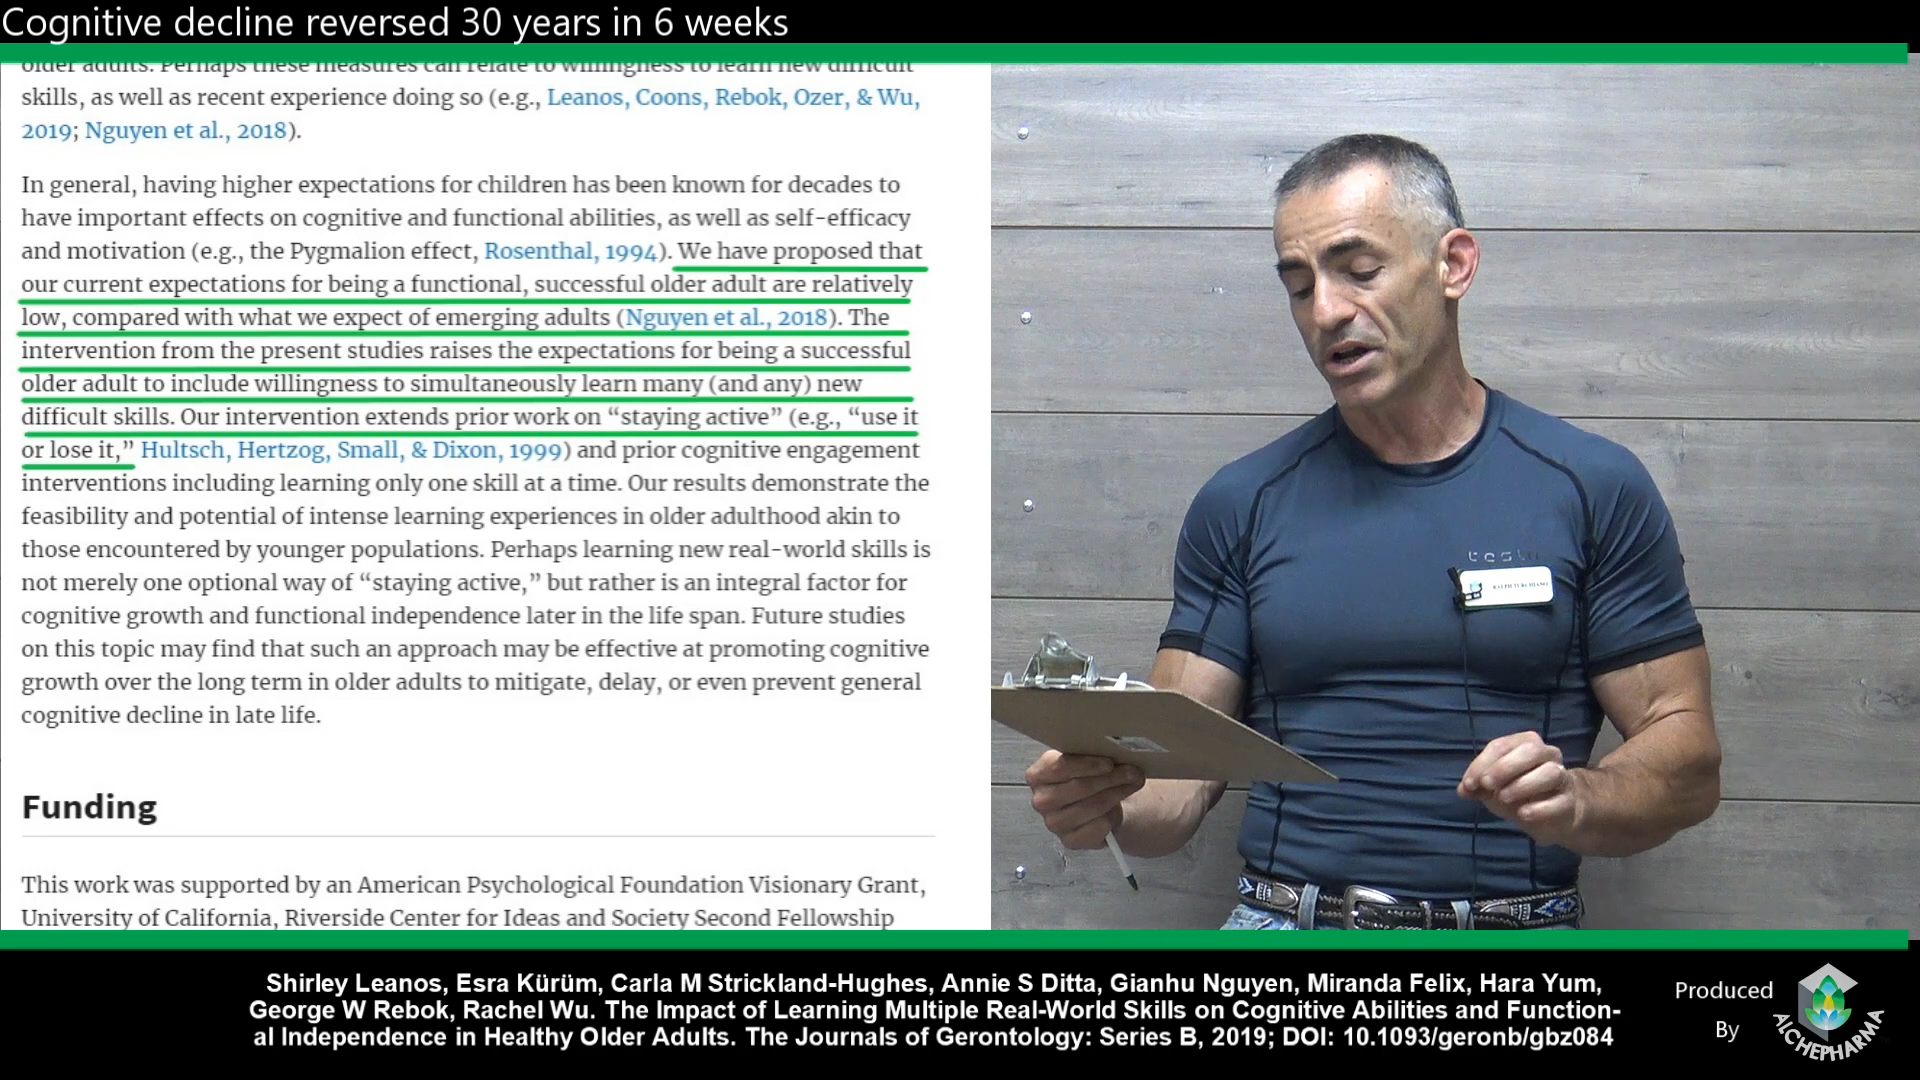 Cognitive decline reversed 30 years in 6 weeks
older adults. Perhaps these measures can relate to willingness to learn new difficult
skills, as well as recent experience doing so (e.g., Leanos, Coons, Rebok, Ozer, & Wu,
2019; Nguyen et al., 2018).
In general, having higher expectations for children has been known for decades to
have important effects on cognitive and functional abilities, as well as self-efficacy
and motivation (e.g., the Pygmalion effect, Rosenthal, 1994). We have proposed that
our current expectations for being a functional, successful older adult are relatively
low, compared with what we expect of emerging adults (Nguyen et al., 2018). The
intervention from the present studies raises the expectations for being a successful
older adult to include willingness to simultaneously learn many (and any) new
difficult skills. Our intervention extends prior work on “staying active” (e.g., “use it
or lose it,” Hultsch, Hertzog, Small, & Dixon, 1999) and prior cognitive engagement
interventions including learning only one skill at a time. Our results demonstrate the
feasibility and potential of intense learning experiences in older adulthood akin to
those encountered by younger populations. Perhaps learning new real-world skills is
not merely one optional way of “staying active,” but rather is an integral factor for
cognitive growth and functional independence later in the life span. Future studies
on this topic may find that such an approach may be effective at promoting cognitive
growth over the long term in older adults to mitigate, delay, or even prevent general
cognitive decline in late life.
Funding
This work was supported by an American Psychological Foundation Visionary Grant,
University of California, Riverside Center for Ideas and Society Second Fellowship
Shirley Leanos, Esra Kürüm, Carla M Strickland-Hughes, Annie S Ditta, Gianhu Nguyen, Miranda Felix, Hara Yum,
George W Rebok, Rachel Wu. The Impact of Learning Multiple Real-World Skills on Cognitive Abilities and Function-
al Independence in Healthy Older Adults. The Journals of Gerontology: Series B, 2019; DOI: 10.1093/geronb/gbz084
Produced
By
ALCHEPHARMA